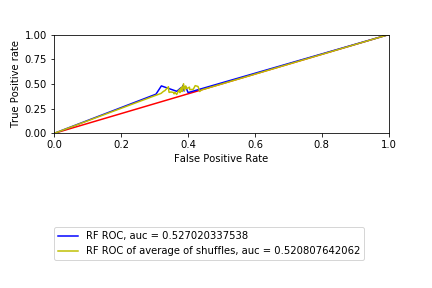 1.00
0.75
0.50
0.25
0.00
True Positive rate
0.0 0.2 0.4 0.6 0.8 1.0
False Positive Rate
RF ROC, auc = 0.527020337538
RF ROC of average of shuffles, auc = 0.520807642062